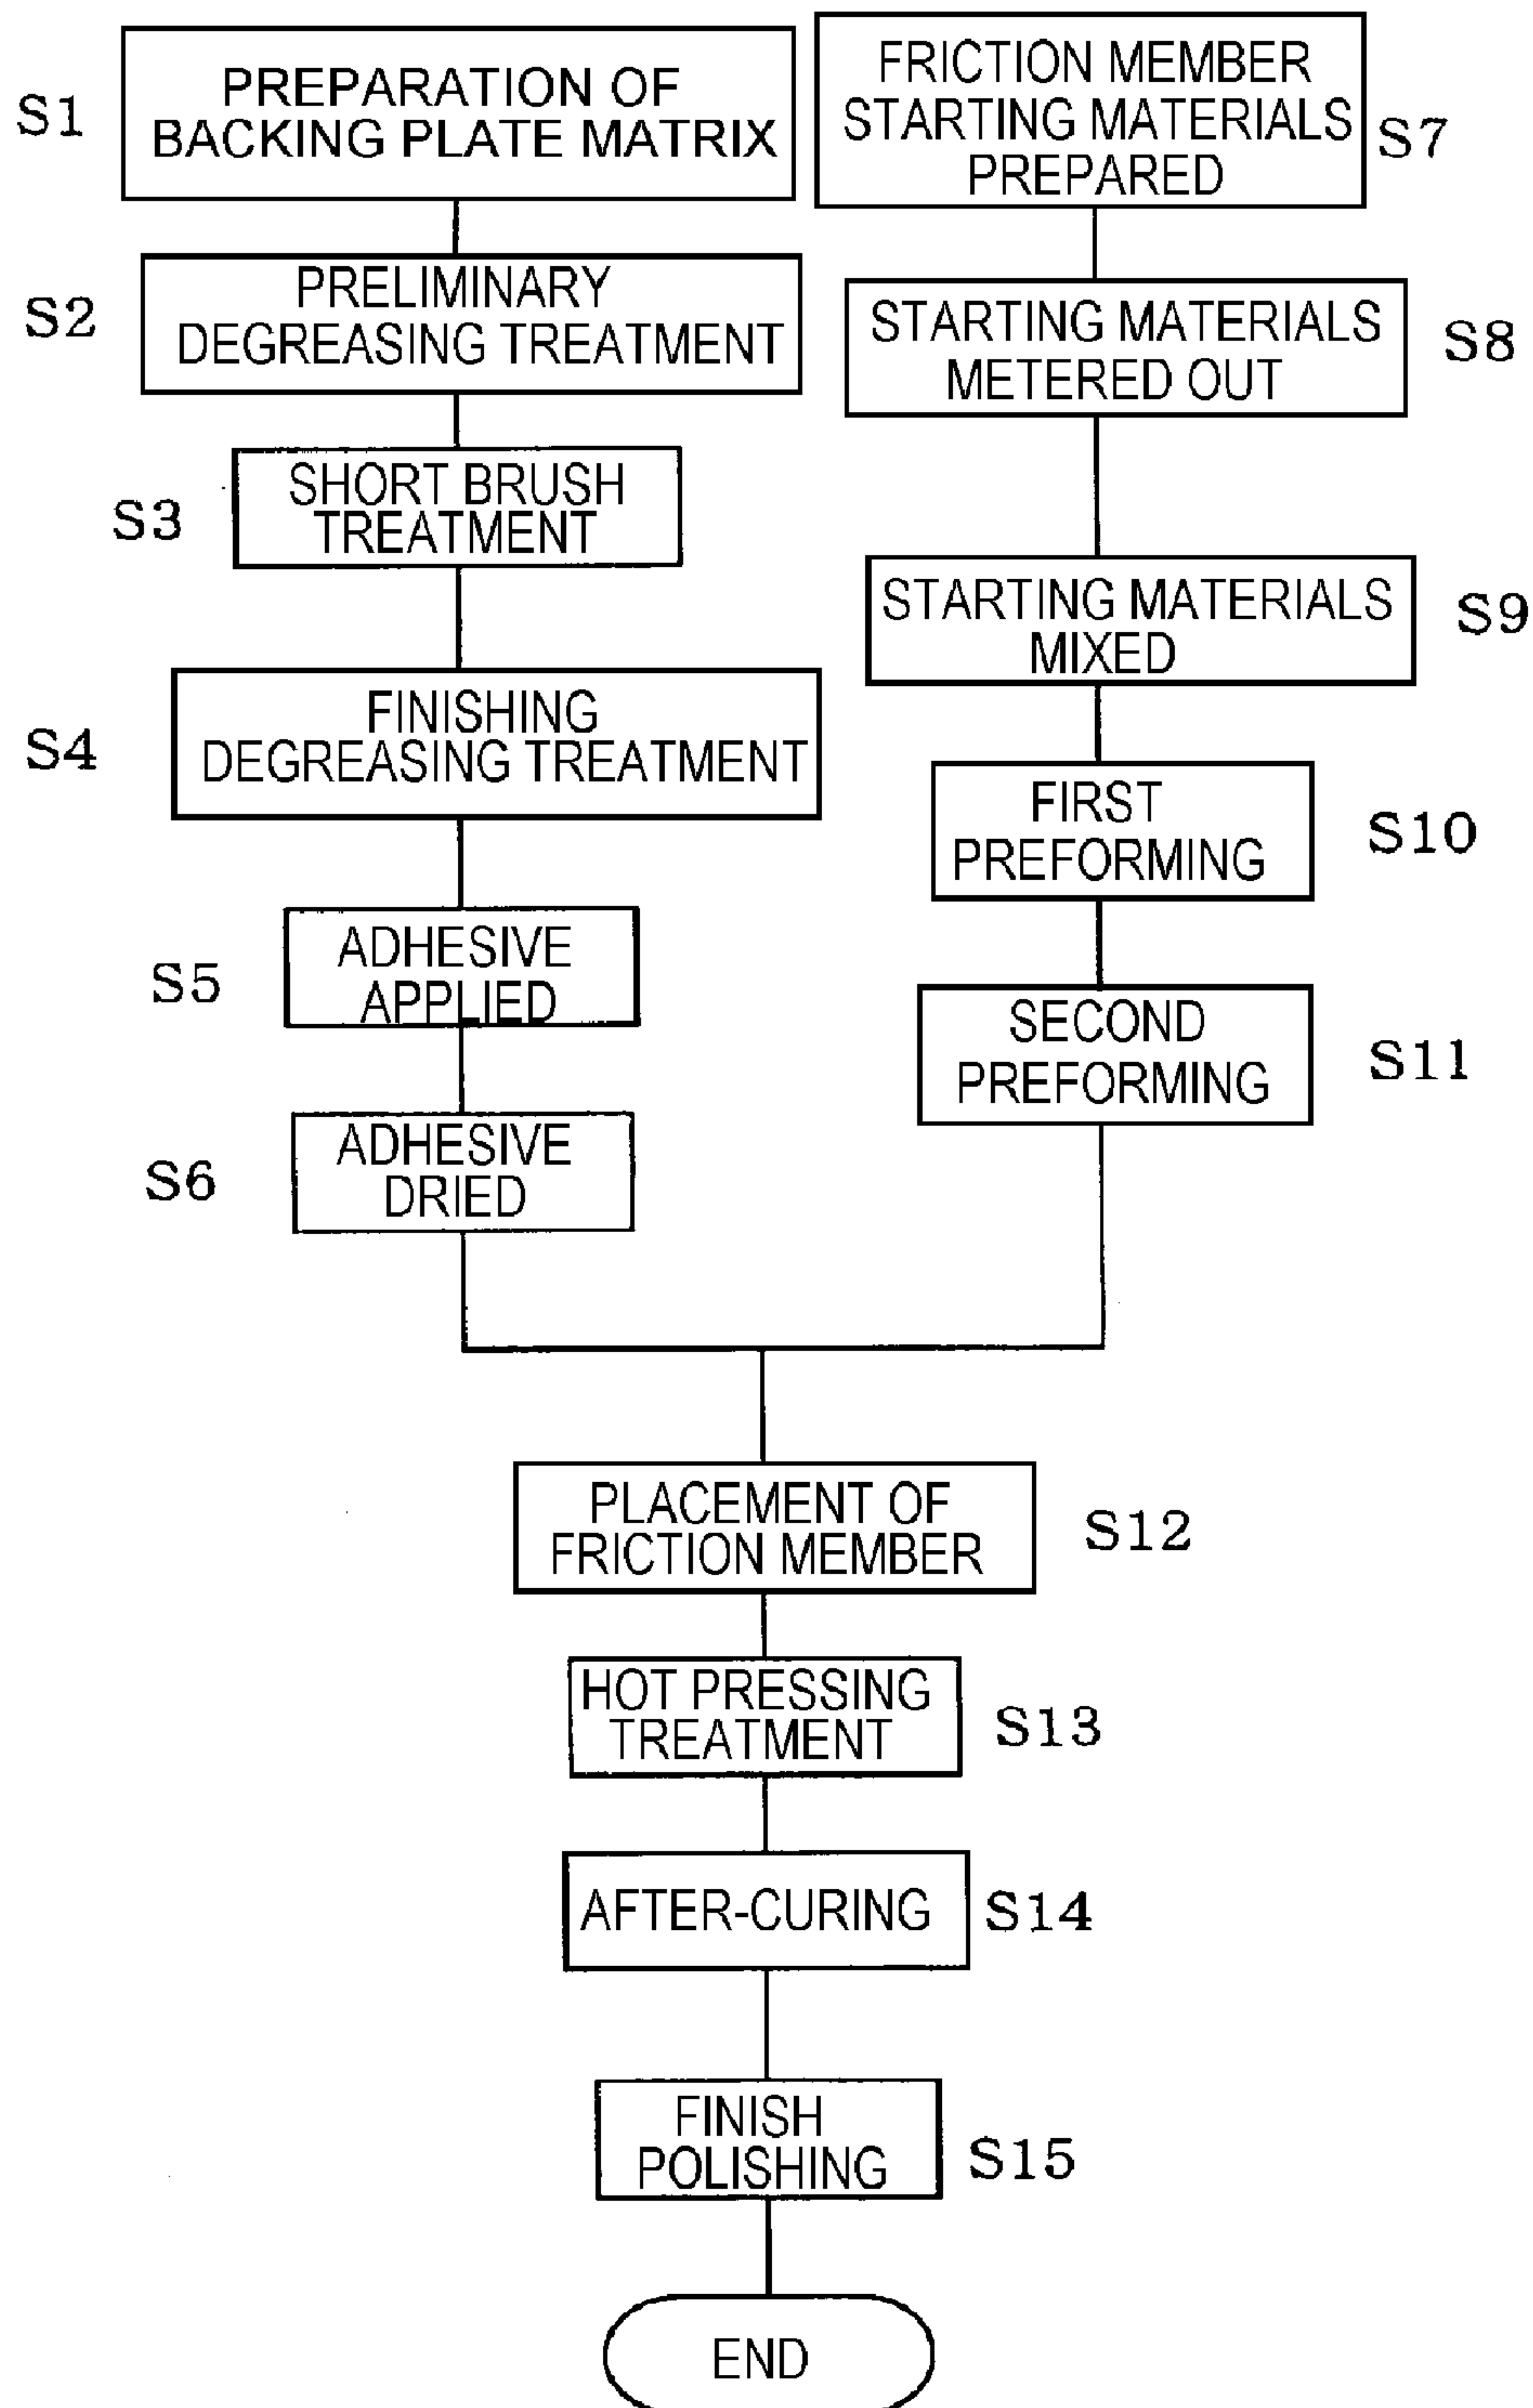 S1
PREPARATION OF
BACKING PLATE MATRIX
S2
PRELIMINARY
DEGREASING TREATMENT
S3
SHORT BRUSH
TREATMENT
S4
FINISHING
DEGREASING TREATMENT
S5
ADHESIVE
APPLIED
S6
ADHESIVE
DRIED
FRICTION MEMBER
STARTING MATERIALS
PREPARED
S7
STARTING MATERIALS
METERED OUT
S8
STARTING MATERIALS
MIXED
S9
FIRST
PREFORMING
S10
SECOND
PREFORMING
S11
PLACEMENT OF
FRICTION MEMBER
S12
HOT PRESSING
TREATMENT
S13
AFTER-CURING
S14
FINISH
POLISHING
S15
END